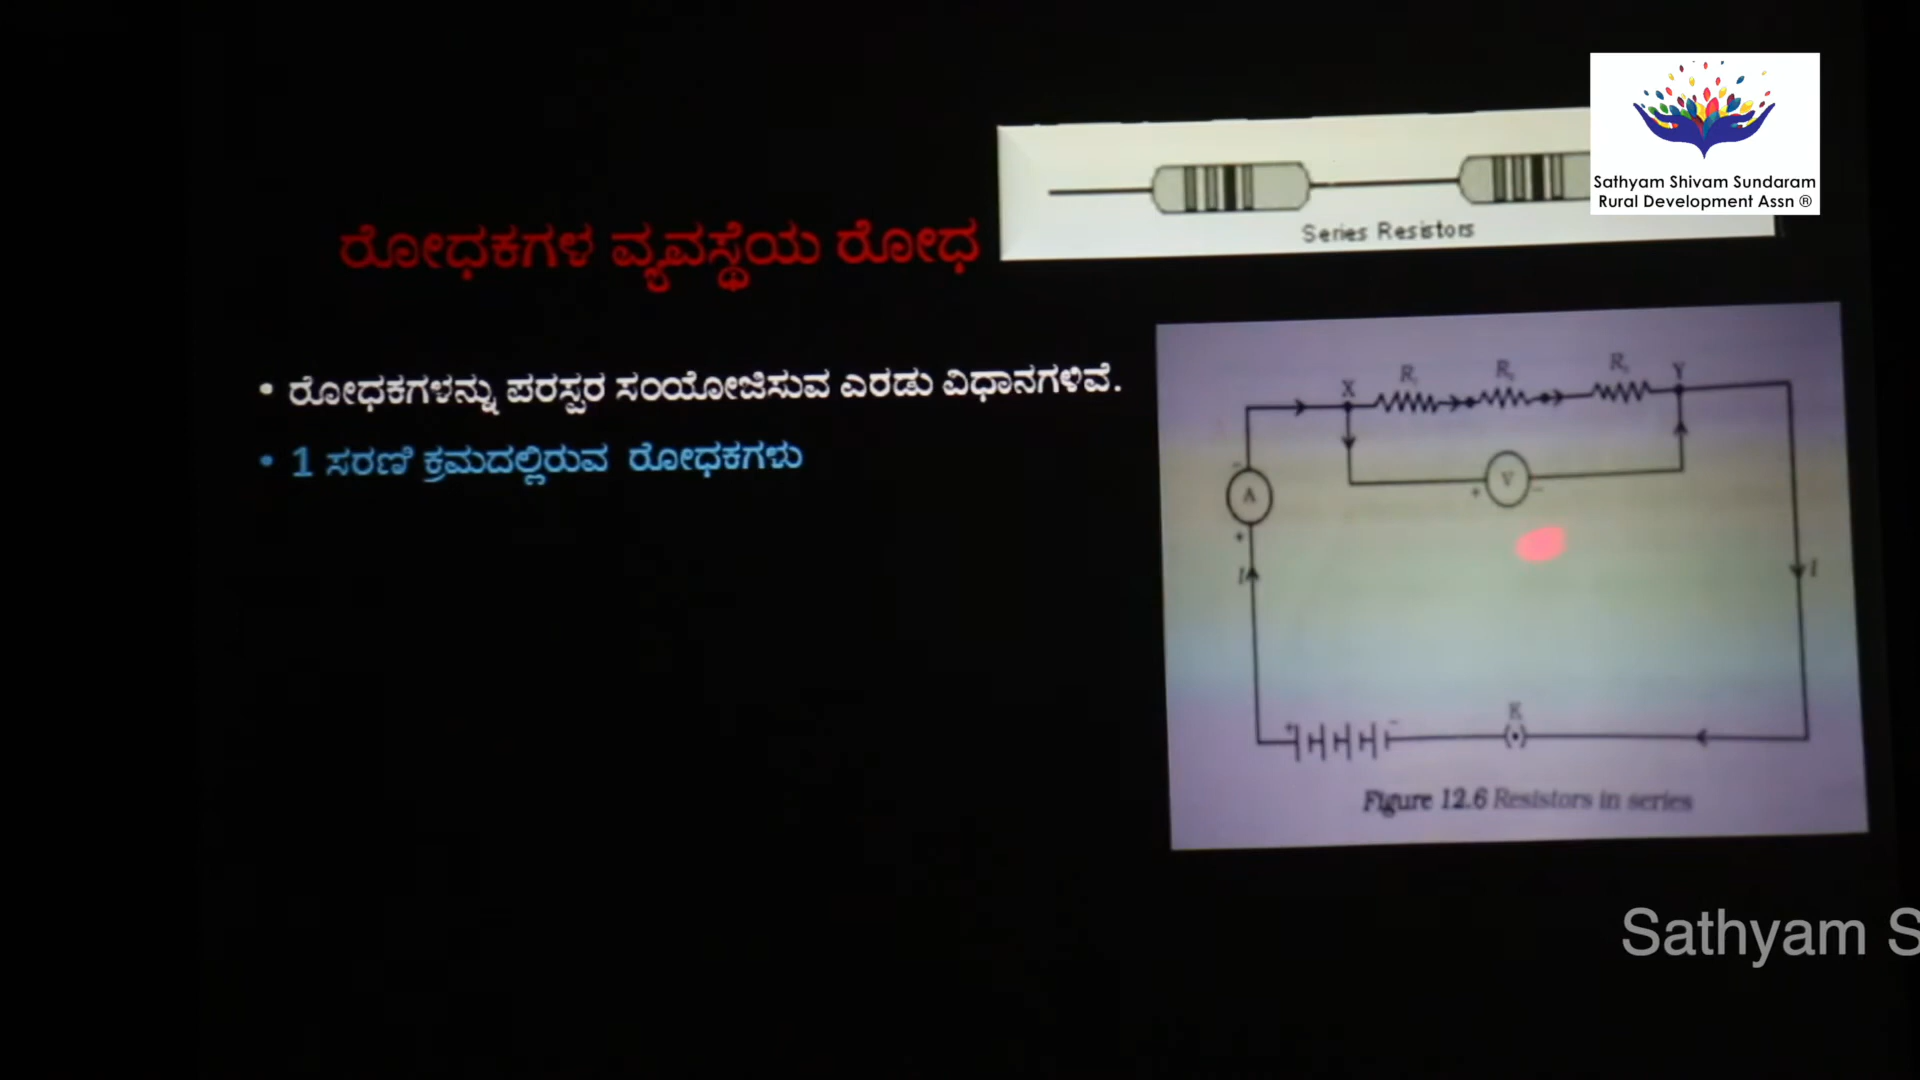 Sathyam Shivam Sundaram
Rural Development Assn ®
Series Resistors
ರೋಧಕಗಳ ವ್ಯವಸ್ಥೆಯ ರೋಧ
• ರೋಧಕಗಳನ್ನು ಪರಸ್ಪರ ಸಂಯೋಜಿಸುವ ಎರಡು ವಿಧಾನಗಳಿವೆ.
• 1 ಸರಣಿ ಕ್ರಮದಲ್ಲಿರುವ ರೋಧಕಗಳು
X R R R Y
+ V -
- A +
I I
+ - K
Figure 12.6 Resistors in series
Sathyam S